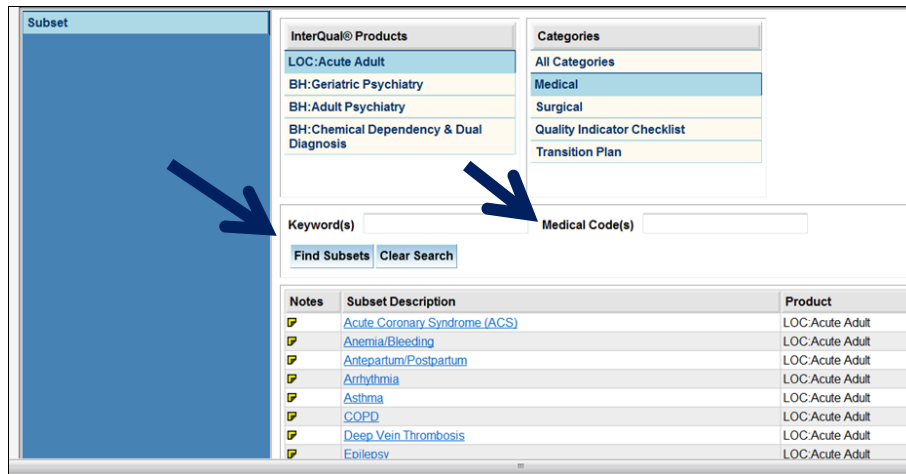 Subset
InterQual® Products
LOC:Acute Adult
BH:Geriatric Psychiatry
BH:Adult Psychiatry
BH:Chemical Dependency & Dual
Diagnosis
Categories
All Categories
Medical
Surgical
Quality Indicator Checklist
Transition Plan
Keyword(s) Medical Code(s)
Find Subsets Clear Search
Notes Subset Description Product
Acute Coronary Syndrome (ACS) LOC:Acute Adult
Anemia/Bleeding LOC:Acute Adult
Antepartum/Postpartum LOC:Acute Adult
Arrhythmia LOC:Acute Adult
Asthma LOC:Acute Adult
COPD LOC:Acute Adult
Deep Vein Thrombosis LOC:Acute Adult
Epilepsy LOC:Acute Adult